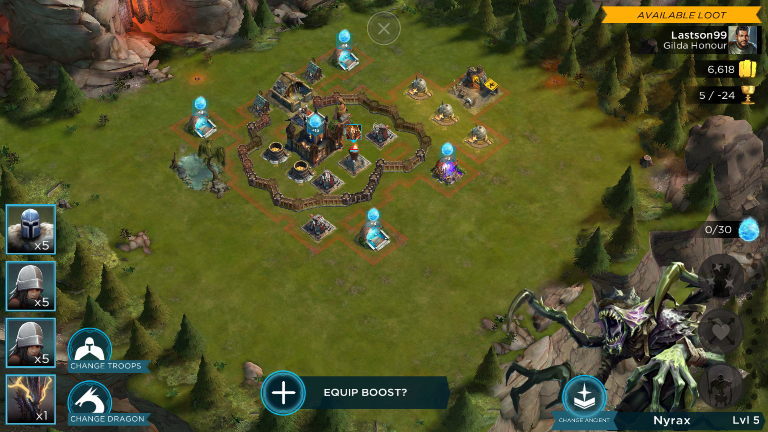 AVAILABLE LOOT
Lastson99
Gilda Honour
6,618
5 / -24
0/30
x5
x5
x5
x1
CHANGE TROOPS
CHANGE DRAGON
EQUIP BOOST?
CHANGE ANCIENT
Nyrax
Lvl 5